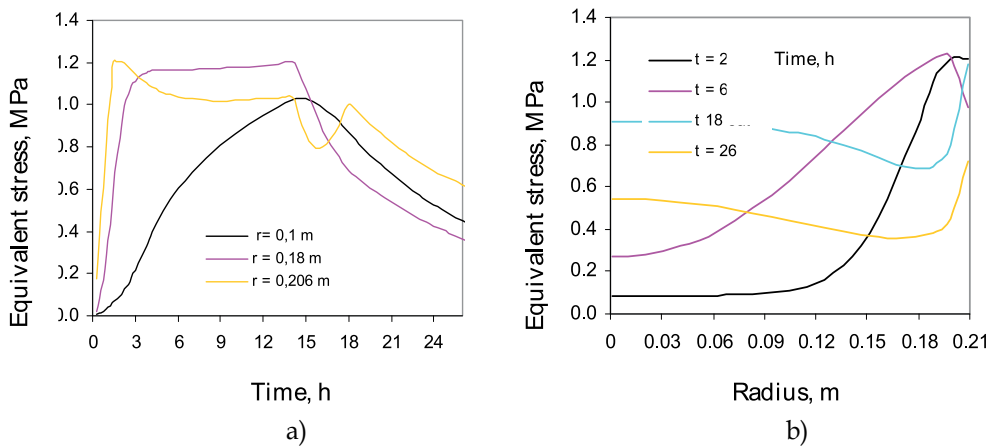 1.4
1.2
1.0
0.8
0.6
0.4
0.2
0.0
Equivalent stress, MPa
r= 0,1 m
r = 0,18 m
r = 0,206 m
0 3 6 9 12 15 18 21 24
Time, h
a)
1.4
1.2
1.0
0.8
0.6
0.4
0.2
0.0
Equivalent stress, MPa
t = 2
Time, h
t = 6
t 18
t = 26
0 0.03 0.06 0.09 0.12 0.15 0.18 0.21
Radius, m
b)